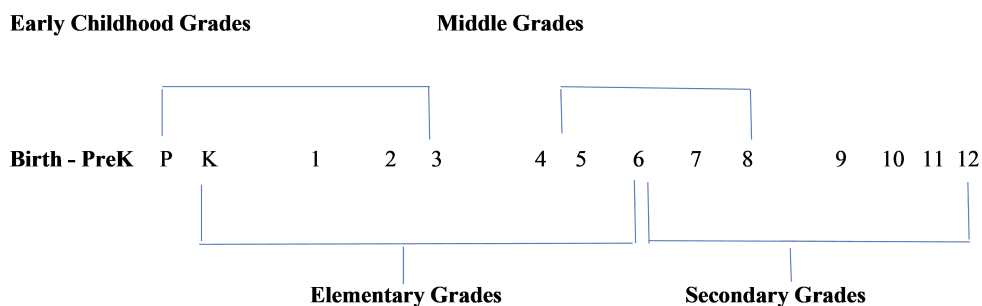 Early Childhood Grades Middle Grades
Birth - PreK P K 1 2 3 4 5 6 7 8 9 10 11 12
Elementary Grades Secondary Grades